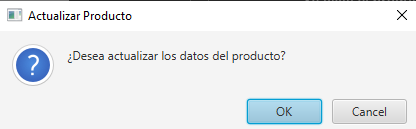 Actualizar Producto
¿Desea actualizar los datos del producto?
OK
Cancel